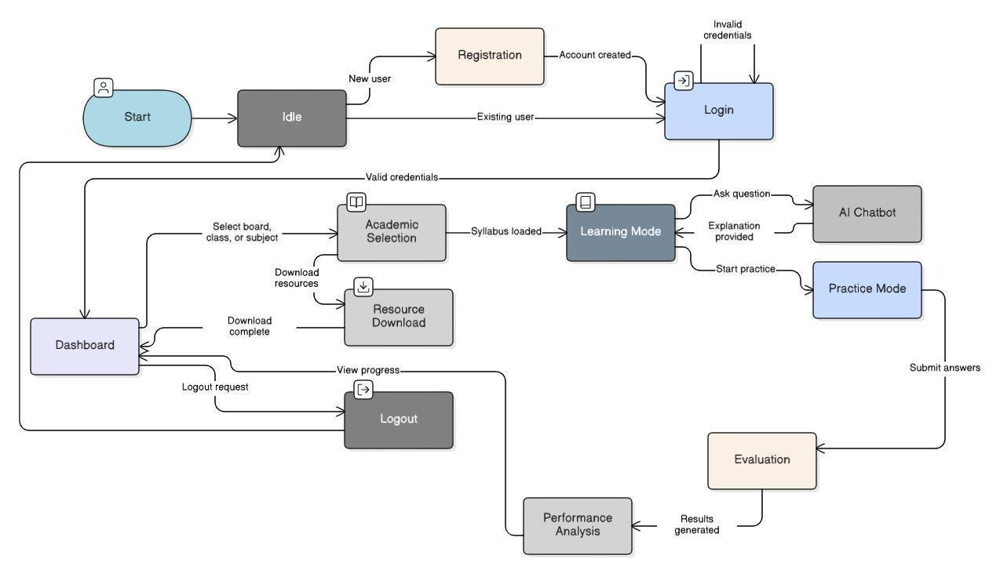 Invalid
credentials
Registration
Account created
New user
Start
Idle
Existing user
Login
Valid credentials
Ask question
AI Chatbot
Select board,
class, or subject
Academic
Selection
Syllabus loaded
Learning Mode
Explanation
provided
Start practice
Download
resources
Practice Mode
Resource
Download
Download
complete
Dashboard
View progress
Submit answers
Logout request
Logout
Evaluation
Performance
Analysis
Results
generated